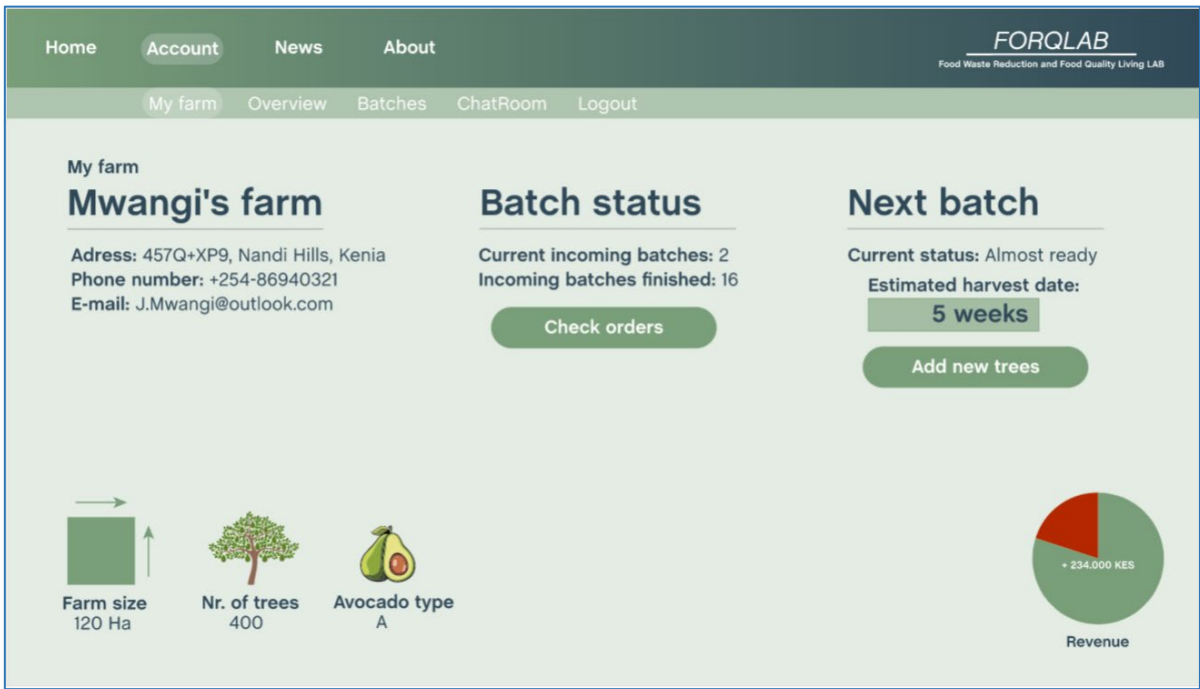 Home
Account
News
About
FORQLAB
Food Waste Reduction and Food Quality Living LAB
My farm
Overview
Batches
ChatRoom
Logout
My farm
Mwangi's farm
Adress: 457Q+XP9, Nandi Hills, Kenia
Phone number: +254-86940321
E-mail: J.Mwangi@outlook.com
Batch status
Current incoming batches: 2
Incoming batches finished: 16
Check orders
Next batch
Current status: Almost ready
Estimated harvest date:
5 weeks
Add new trees
Farm size
120 Ha
Nr. of trees
400
Avocado type
A
+ 234.000 KES
Revenue